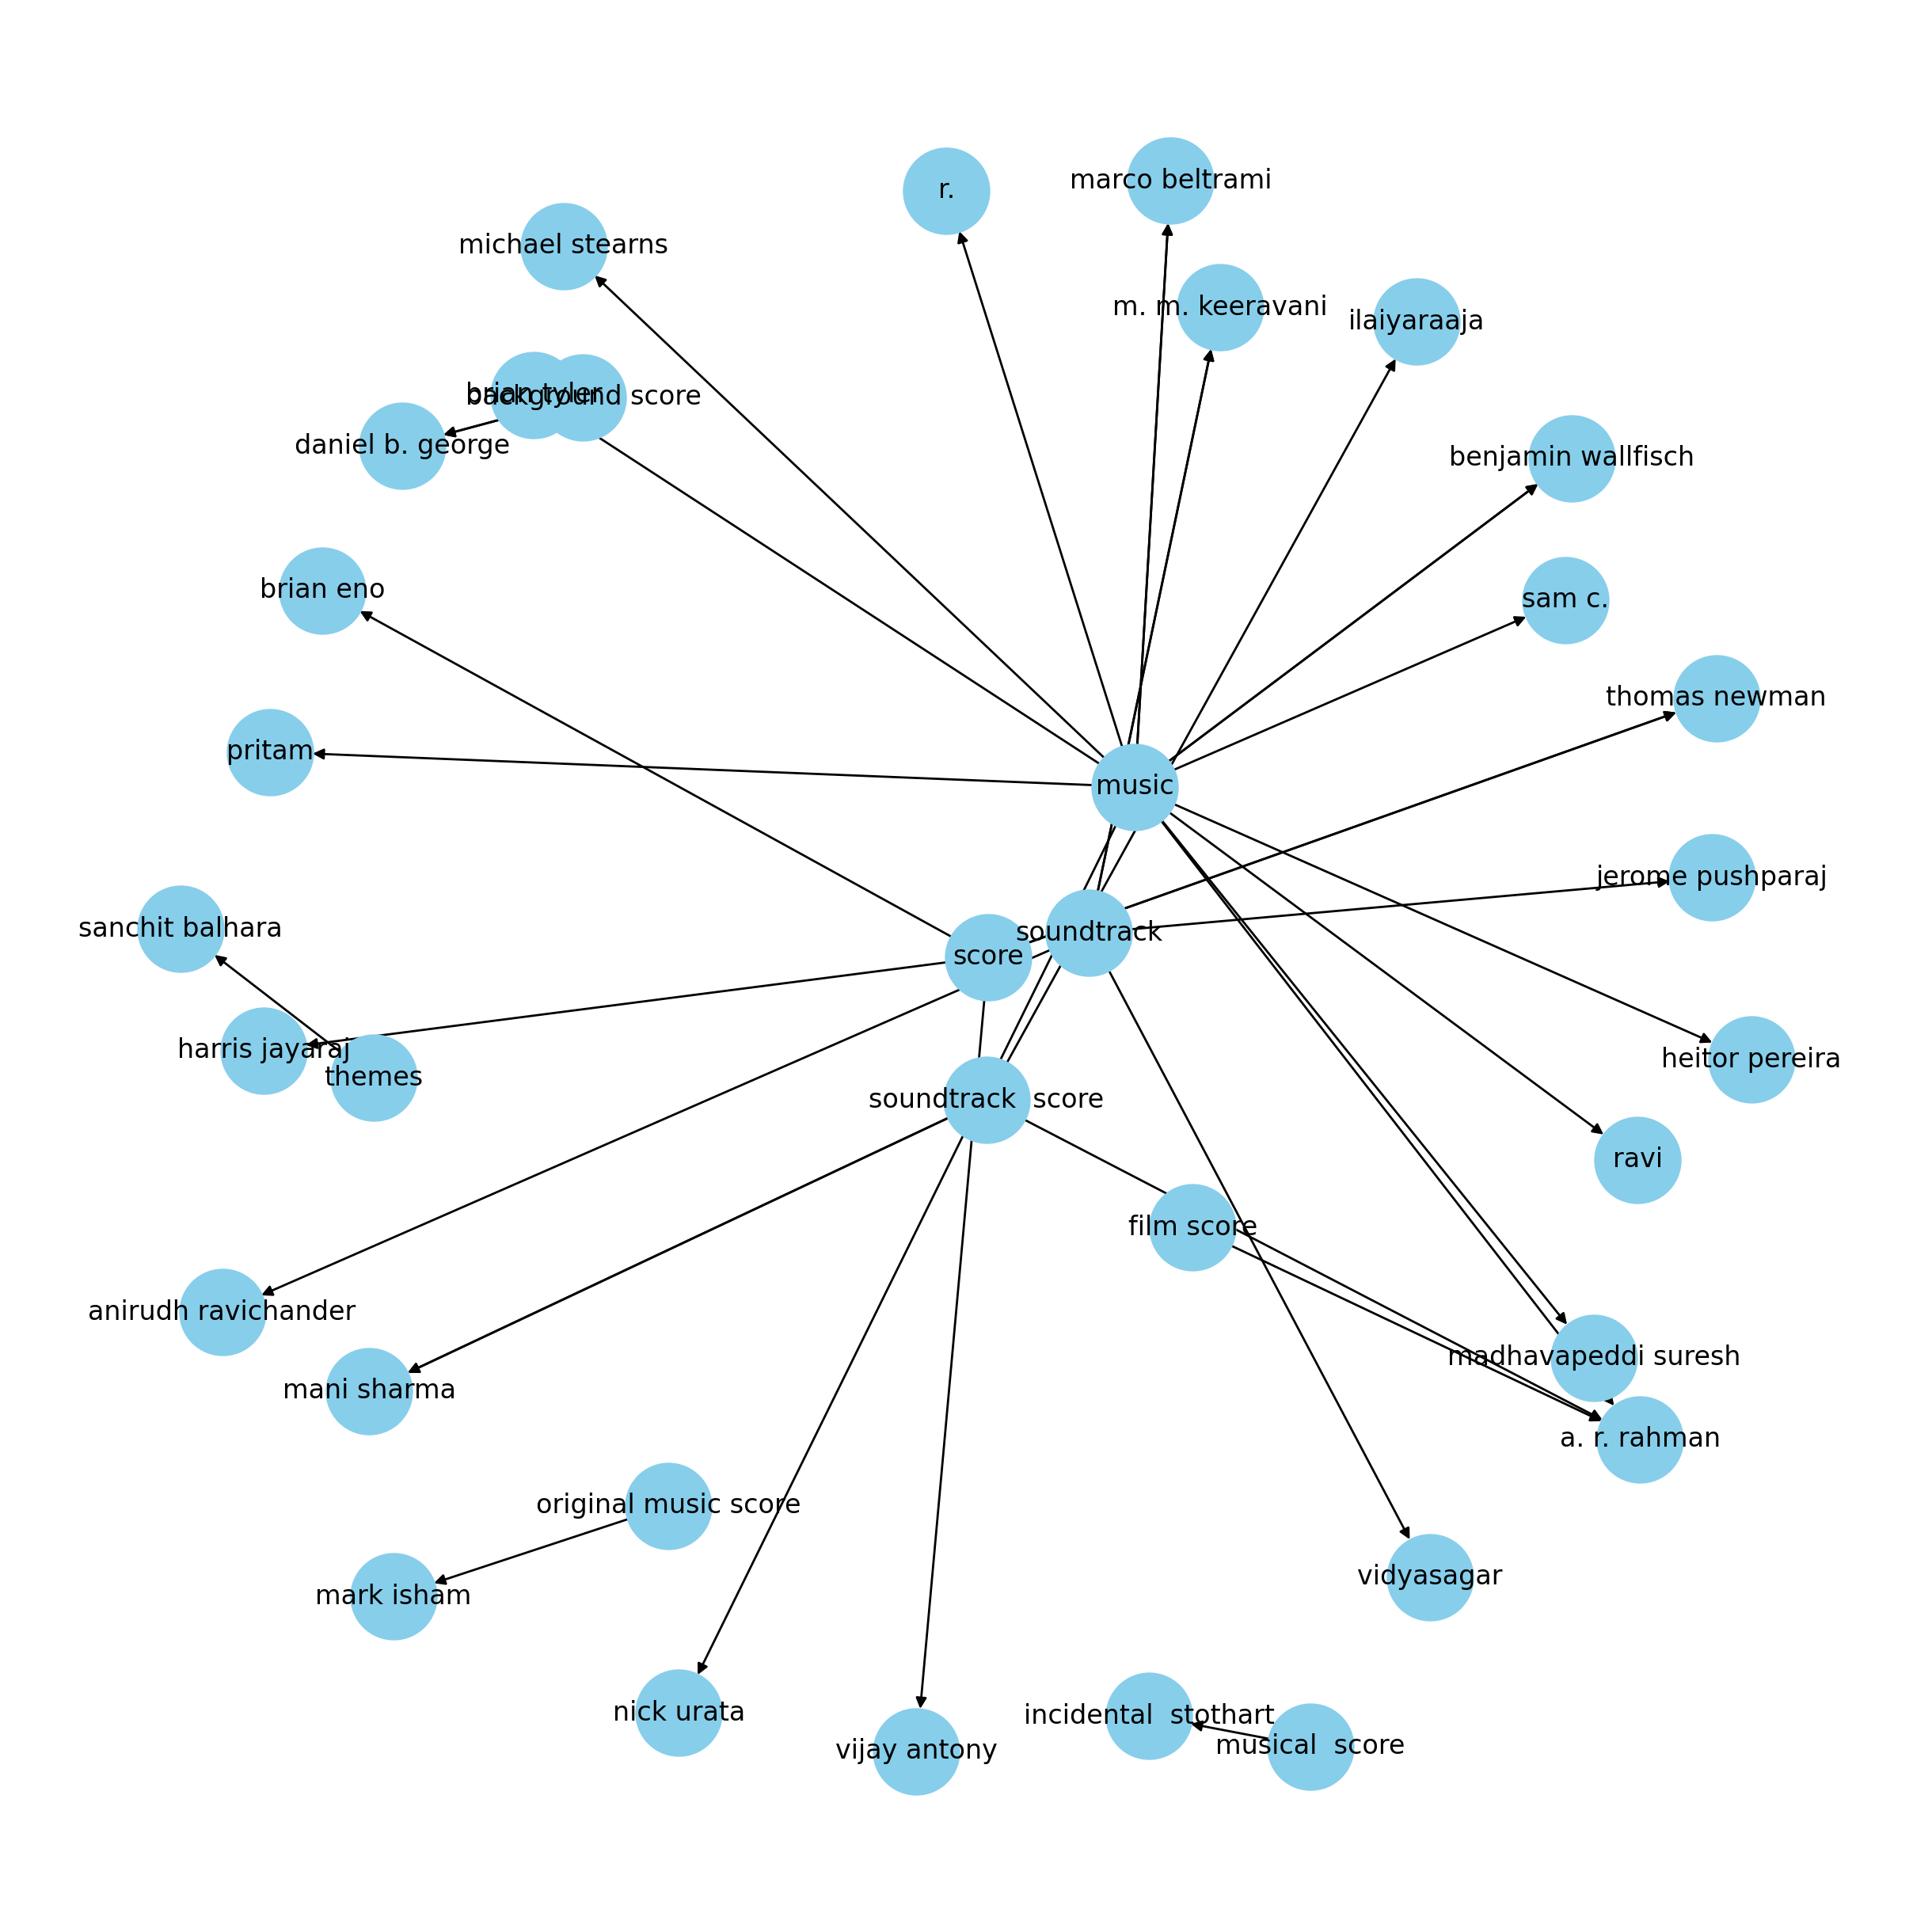 marco beltrami
r.
michael stearns
m. m. keeravani
ilaiyaraaja
brian tyler
background score
daniel b. george
benjamin wallfisch
brian eno
sam c.
thomas newman
pritam
music
jerome pushparaj
sanchit balhara
soundtrack
score
harris jayaraj
themes
heitor pereira
soundtrack  score
ravi
film score
anirudh ravichander
madhavapeddi suresh
mani sharma
a. r. rahman
original music score
mark isham
vidyasagar
nick urata
incidental  stothart
vijay antony
musical  score